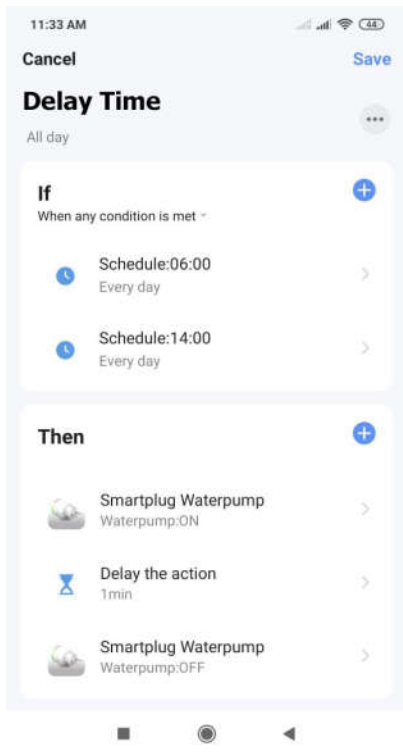 11:33 AM
44
Cancel
Save
Delay Time
All day
If
When any condition is met
Schedule:06:00
Every day
Schedule:14:00
Every day
Then
Smartplug Waterpump
Waterpump:ON
Delay the action
1min
Smartplug Waterpump
Waterpump:OFF